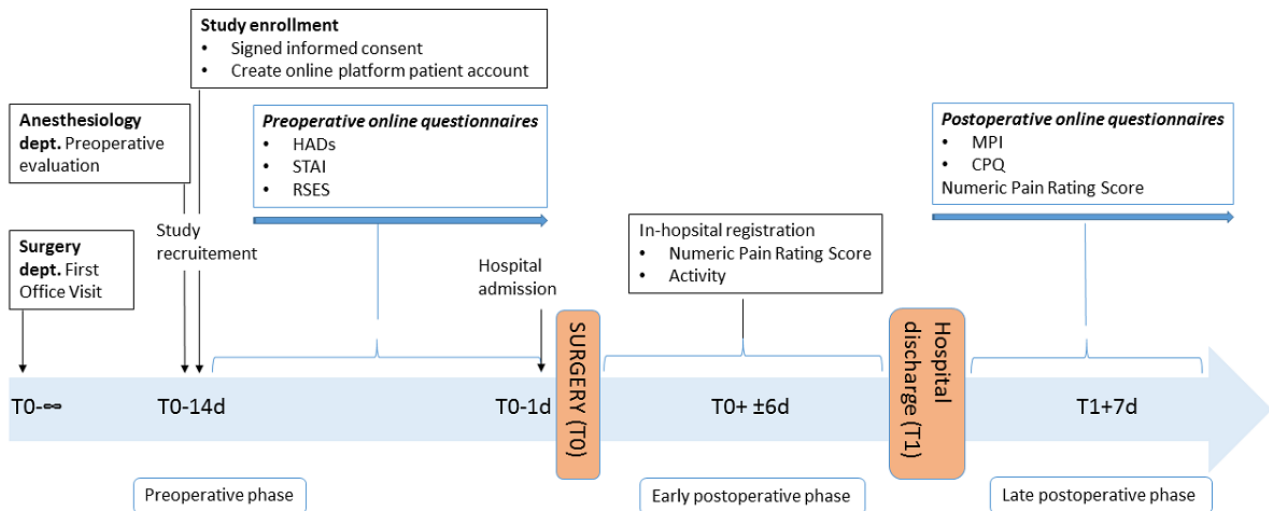 Study enrollment
• Signed informed consent
• Create online platform patient account
Anesthesiology
dept. Preoperative
evaluation
Preoperative online questionnaires
• HADs
• STAI
• RSES
Postoperative online questionnaires
• MPI
• CPQ
Numeric Pain Rating Score
Surgery
dept. First
Office Visit
Study
recruitement
Hospital
admission
In-hopsital registration
• Numeric Pain Rating Score
• Activity
SURGERY (T0)
Hospital
discharge (T1)
T0-∞
T0-14d
T0-1d
T0+ ±6d
T1+7d
Preoperative phase
Early postoperative phase
Late postoperative phase